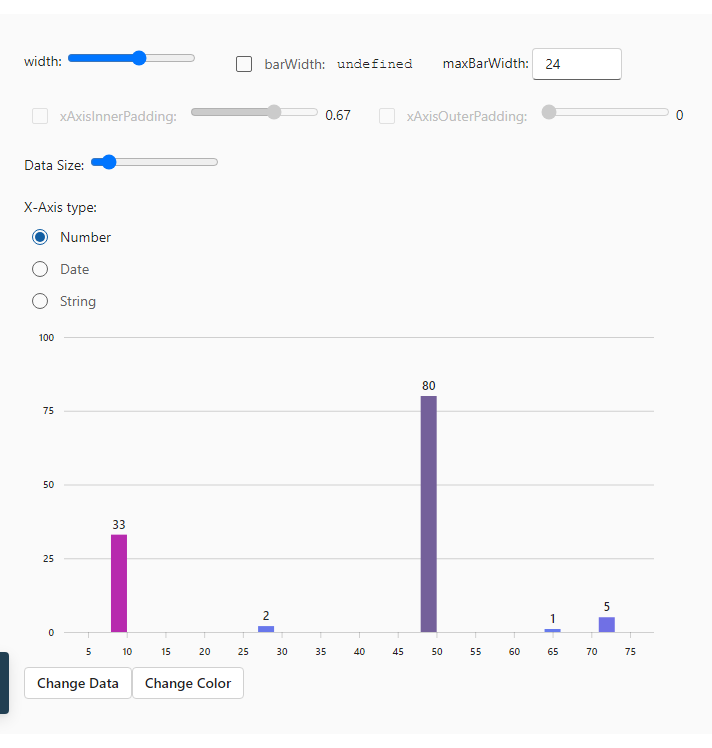 width: barWidth: undefined maxBarWidth: 24
xAxisInnerPadding: 0.67 xAxisOuterPadding: 0
Data Size:
X-Axis type:
Number
Date
String
100
80
75
50
33
25
5
2
1
0
5 10 15 20 25 30 35 40 45 50 55 60 65 70 75
Change Data Change Color